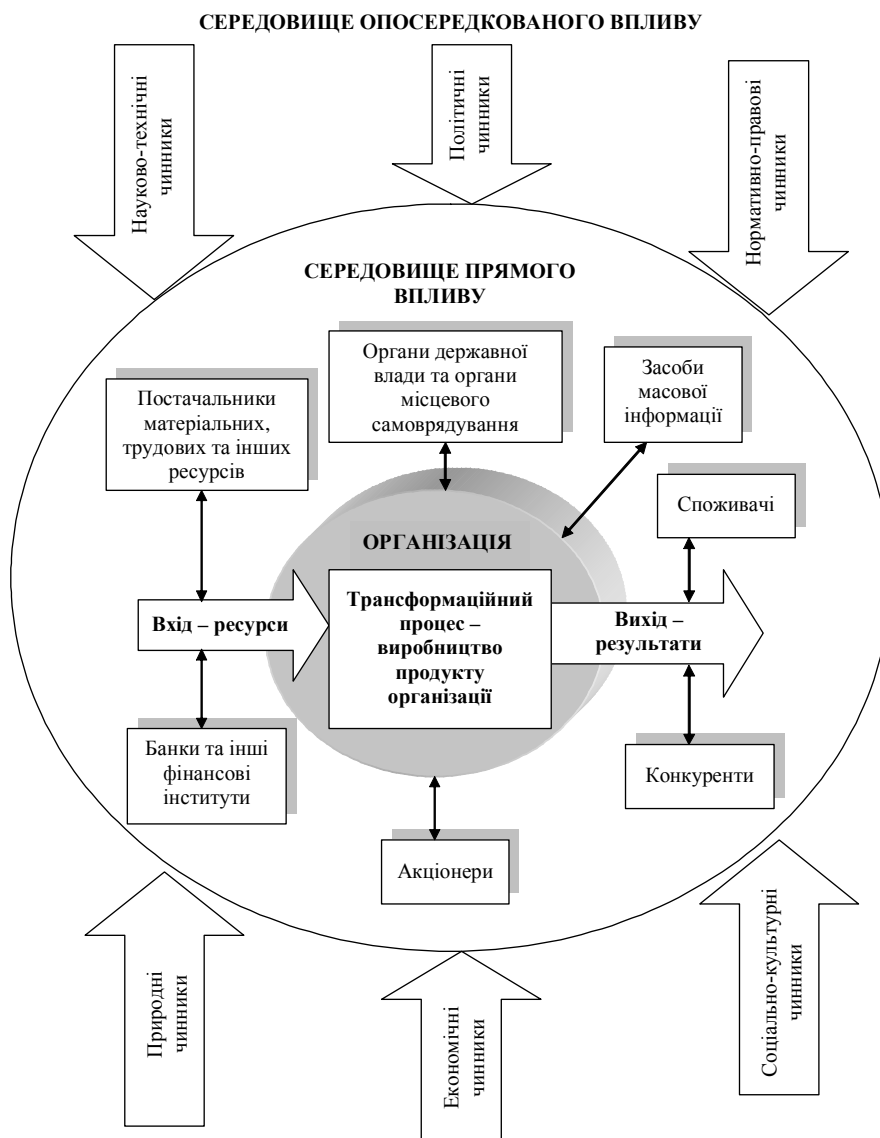 СЕРЕДОВИЩЕ ОПОСЕРЕДКОВАНОГО ВПЛИВУ
Науково-технічні
чинники
Політичні
чинники
Нормативно-правові
чинники
СЕРЕДОВИЩЕ ПРЯМОГО
ВПЛИВУ
Органи державної
влади та органи
місцевого
самоврядування
Засоби
масової
інформації
Постачальники
матеріальних,
трудових та інших
ресурсів
Споживачі
ОРГАНІЗАЦІЯ
Вхід – ресурси
Трансформаційний
процес –
виробництво
продукту
організації
Вихід –
результати
Банки та інші
фінансові
інститути
Конкуренти
Акціонери
Природні
чинники
Економічні
чинники
Соціально-культурні
чинники